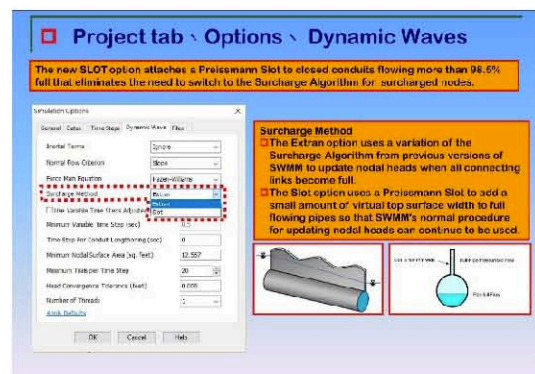 Project tab、Options、Dynamic Waves
The new SLOT option attaches a Preissmann Slot to closed conduits flowing more than 98.5%
full that eliminates the need to switch to the Surcharge Algorithm for surcharged nodes.
Simulation Options
General Dates Time Steps Dynamic Wave Files
Inertial Terms Ignore
Normal Flow Criterion Slope
Force Main Equation Hazen-Williams
Surcharge Method Extran
Extran
Slot
Use Variable Time Steps Adjusted
Minimum Variable Time Step (sec) 0.5
Time Step For Conduit Lengthening (sec) 0
Minimum Nodal Surface Area (sq. feet) 12.557
Maximum Trials per Time Step 20
Head Convergence Tolerance (feet) 0.005
Number of Threads 1
Apply Defaults
OK Cancel Help
Surcharge Method
The Extran option uses a variation of the
Surcharge Algorithm from previous versions of
SWMM to update nodal heads when all connecting
links become full.
The Slot option uses a Preissmann Slot to add a
small amount of virtual top surface width to full
flowing pipes so that SWMM's normal procedure
for updating nodal heads can continue to be used.